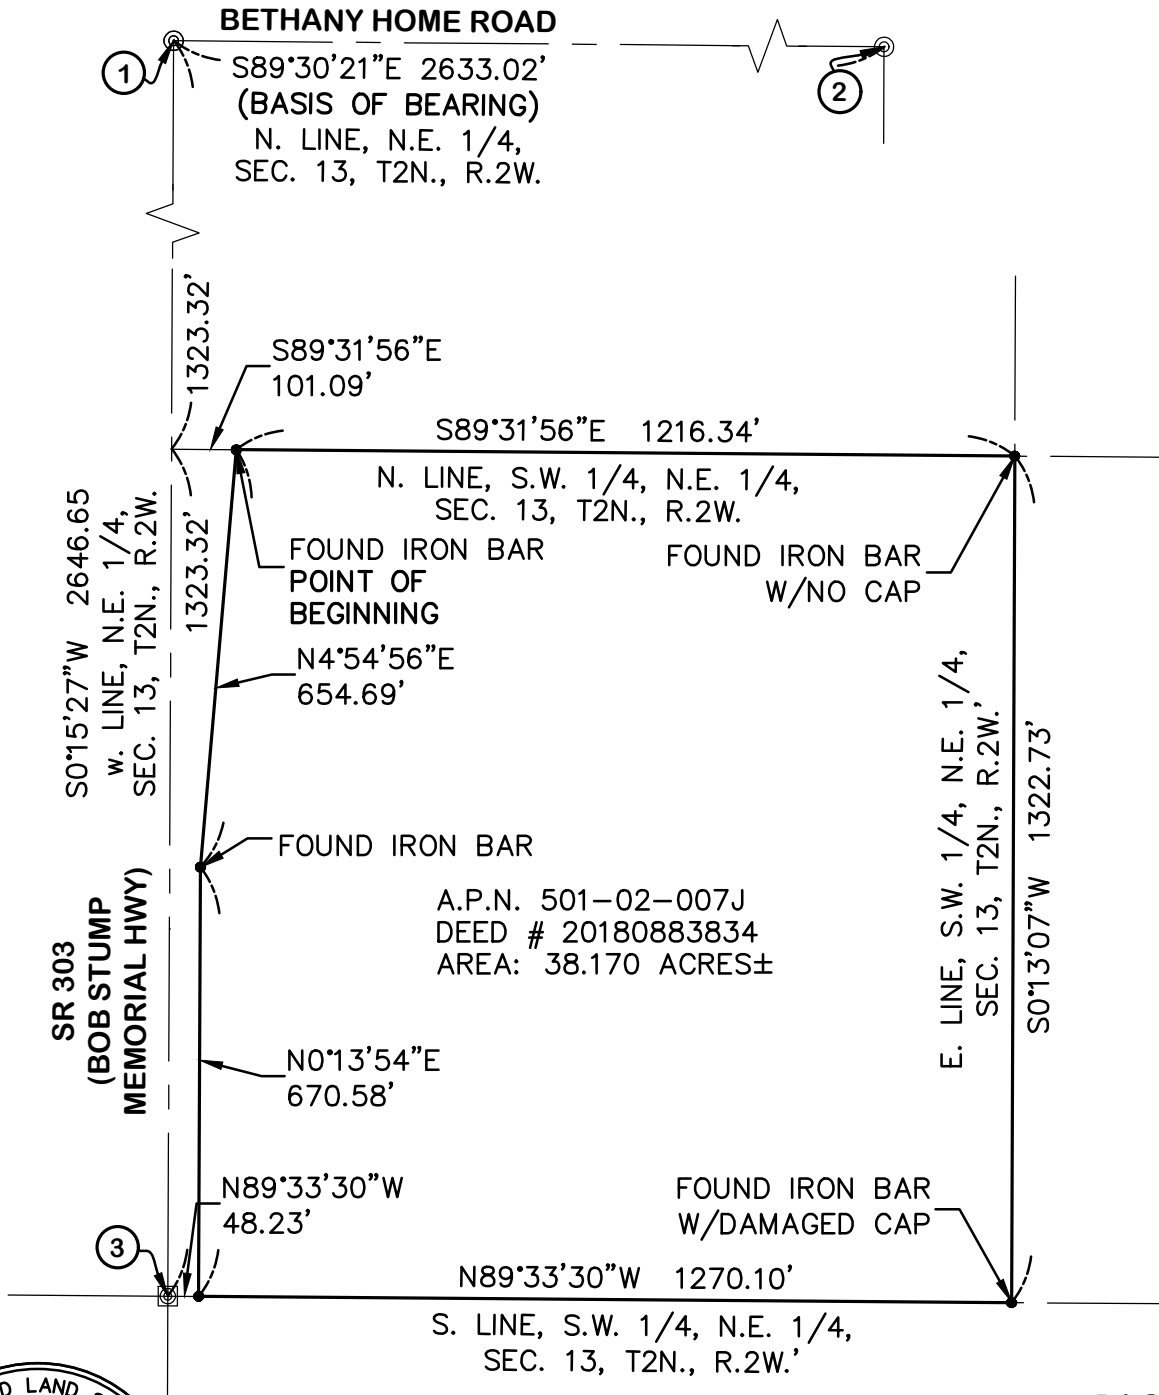 BETHANY HOME ROAD
1
2
S89°30'21"E 2633.02'
(BASIS OF BEARING)
N. LINE, N.E. 1/4,
SEC. 13, T2N., R.2W.
1323.32'
S89°31'56"E
101.09'
S89°31'56"E 1216.34'
N. LINE, S.W. 1/4, N.E. 1/4,
SEC. 13, T2N., R.2W.
S0°15'27"W 2646.65
w. LINE, N.E. 1/4,
SEC. 13, T2N., R.2W.
1323.32'
FOUND IRON BAR
POINT OF
BEGINNING
FOUND IRON BAR
W/NO CAP
N4°54'56"E
654.69'
FOUND IRON BAR
A.P.N. 501-02-007J
DEED # 20180883834
AREA: 38.170 ACRES±
E. LINE, S.W. 1/4, N.E. 1/4,
SEC. 13, T2N., R.2W.'
S0°13'07"W 1322.73'
SR 303
(BOB STUMP
MEMORIAL HWY)
N0°13'54"E
670.58'
N89°33'30"W
48.23'
FOUND IRON BAR
W/DAMAGED CAP
3
N89°33'30"W 1270.10'
S. LINE, S.W. 1/4, N.E. 1/4,
SEC. 13, T2N., R.2W.'
LAND